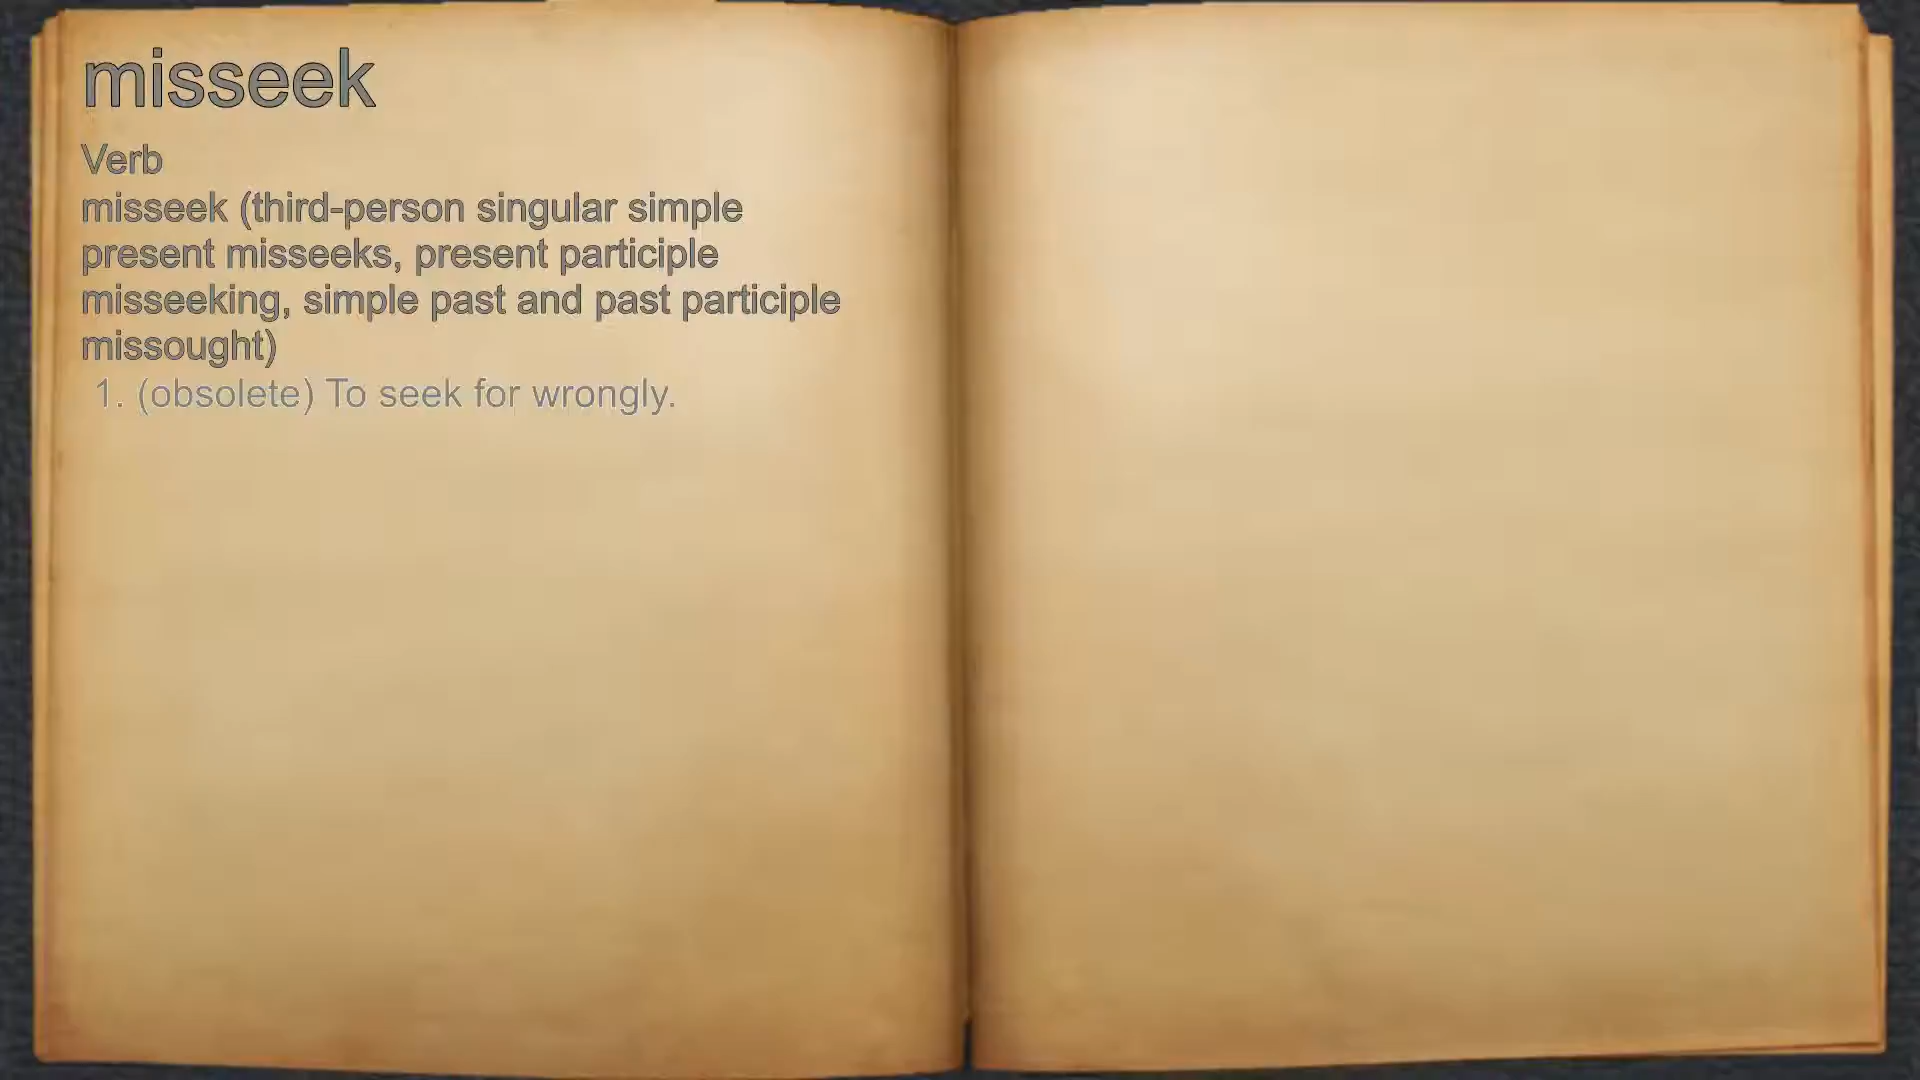 misseek
Verb
misseek (third-person singular simple
present misseeks, present participle
misseeking, simple past and past participle
missought)
1. (obsolete) To seek for wrongly.